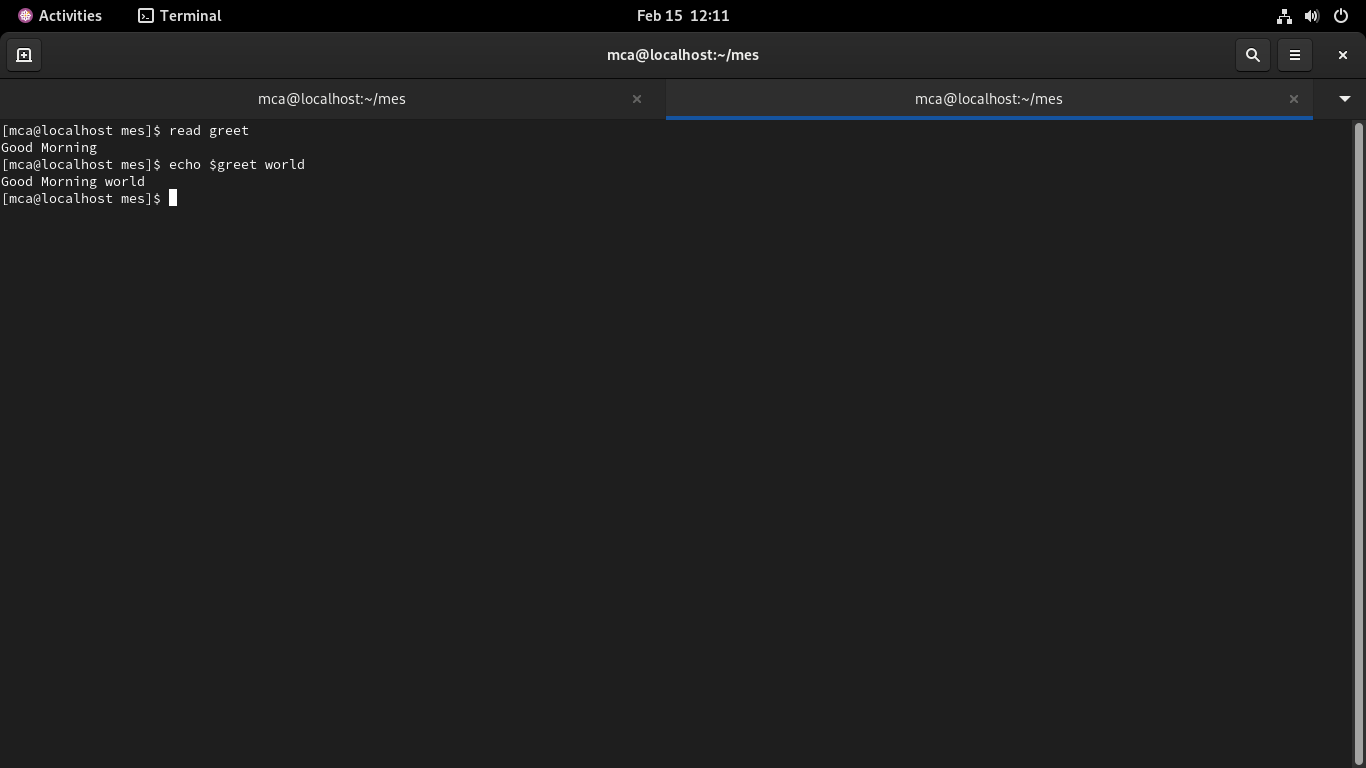 Activities Terminal Feb 15 12:11
mca@localhost:~/mes
mca@localhost:~/mes mca@localhost:~/mes
[mca@localhost mes]$ read greet
Good Morning
[mca@localhost mes]$ echo $greet world
Good Morning world
[mca@localhost mes]$